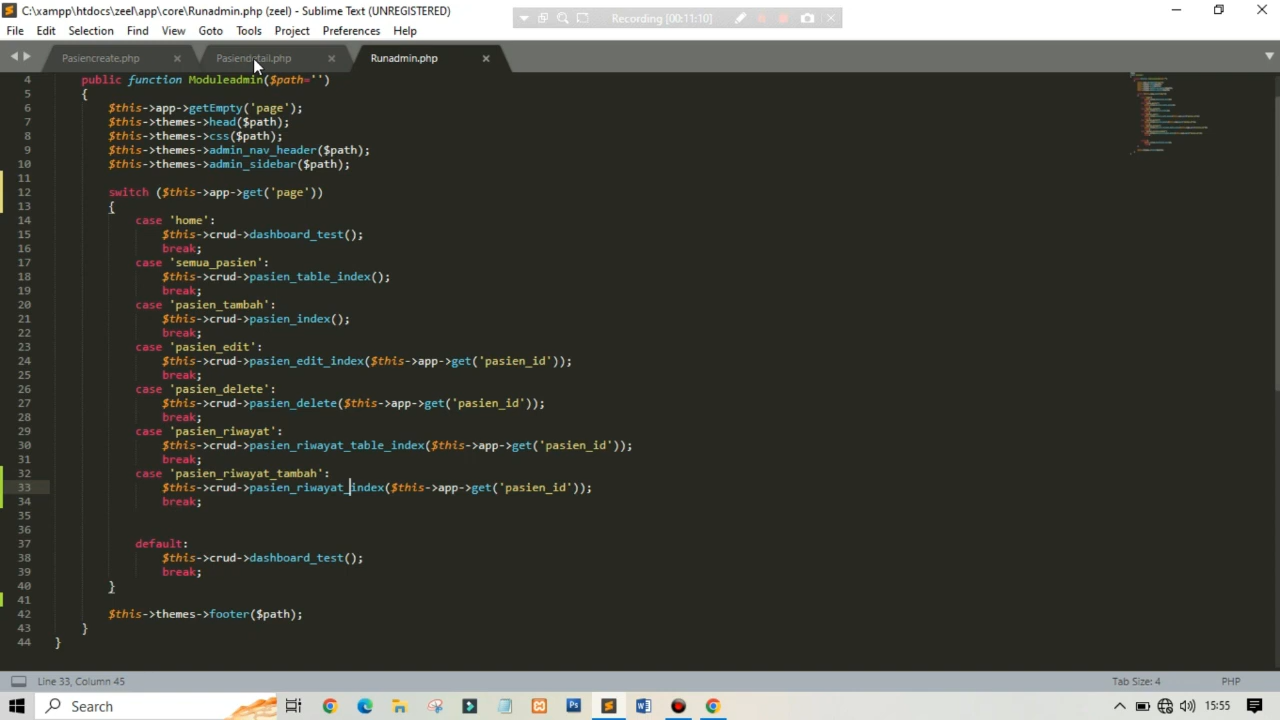 C:\xampp\htdocs\zeel\app\core\Runadmin.php (zeel) - Sublime Text (UNREGISTERED)
Recording [00:11:10]
File Edit Selection Find View Goto Tools Project Preferences Help
Pasiencreate.php Pasiendetail.php Runadmin.php
4 public function Moduleadmin($path='')
5 {
6 $this->app->getEmpty('page');
7 $this->themes->head($path);
8 $this->themes->css($path);
9 $this->themes->admin_nav_header($path);
10 $this->themes->admin_sidebar($path);
11
12 switch ($this->app->get('page'))
13 {
14 case 'home':
15 $this->crud->dashboard_test();
16 break;
17 case 'semua_pasien':
18 $this->crud->pasien_table_index();
19 break;
20 case 'pasien_tambah':
21 $this->crud->pasien_index();
22 break;
23 case 'pasien_edit':
24 $this->crud->pasien_edit_index($this->app->get('pasien_id'));
25 break;
26 case 'pasien_delete':
27 $this->crud->pasien_delete($this->app->get('pasien_id'));
28 break;
29 case 'pasien_riwayat':
30 $this->crud->pasien_riwayat_table_index($this->app->get('pasien_id'));
31 break;
32 case 'pasien_riwayat_tambah':
33 $this->crud->pasien_riwayat_index($this->app->get('pasien_id'));
34 break;
35
36
37 default:
38 $this->crud->dashboard_test();
39 break;
40 }
41
42 $this->themes->footer($path);
43 }
44 }
Line 33, Column 45 Tab Size: 4 PHP
Search 15:55